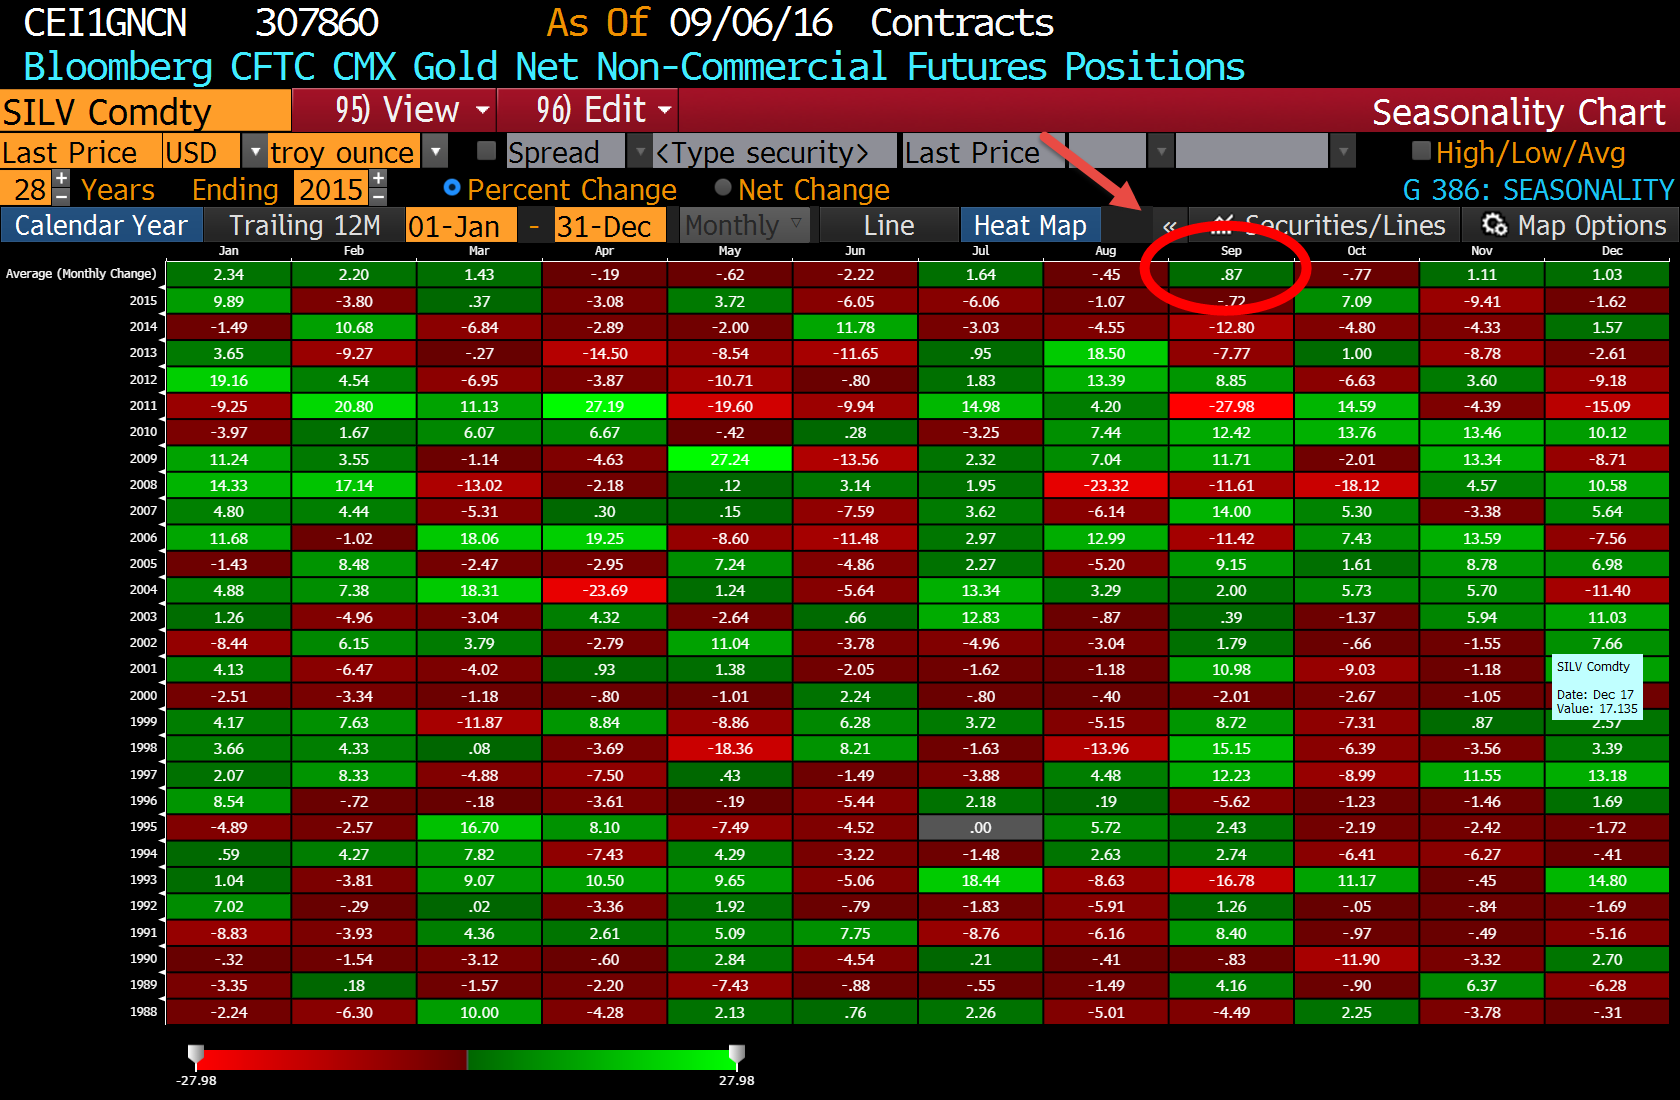 CEI1GNCN 307860 As Of 09/06/16 Contracts
Bloomberg CFTC CMX Gold Net Non-Commercial Futures Positions
SILV Comdty 95) View 96) Edit Seasonality Chart
Last Price USD troy ounce Spread <Type security> Last Price High/Low/Avg
28 + − Years Ending 2015 + − Percent Change Net Change G 386: SEASONALITY
Calendar Year Trailing 12M 01-Jan - 31-Dec Monthly Line Heat Map « Securities/Lines Map Options
Jan Feb Mar Apr May Jun Jul Aug Sep Oct Nov Dec
Average (Monthly Change) 2.34 2.20 1.43 -.19 -.62 -2.22 1.64 -.45 .87 -.77 1.11 1.03
2015 9.89 -3.80 .37 -3.08 3.72 -6.05 -6.06 -1.07 -.72 7.09 -9.41 -1.62
2014 -1.49 10.68 -6.84 -2.89 -2.00 11.78 -3.03 -4.55 -12.80 -4.80 -4.33 1.57
2013 3.65 -9.27 -.27 -14.50 -8.54 -11.65 .95 18.50 -7.77 1.00 -8.78 -2.61
2012 19.16 4.54 -6.95 -3.87 -10.71 -.80 1.83 13.39 8.85 -6.63 3.60 -9.18
2011 -9.25 20.80 11.13 27.19 -19.60 -9.94 14.98 4.20 -27.98 14.59 -4.39 -15.09
2010 -3.97 1.67 6.07 6.67 -.42 .28 -3.25 7.44 12.42 13.76 13.46 10.12
2009 11.24 3.55 -1.14 -4.63 27.24 -13.56 2.32 7.04 11.71 -2.01 13.34 -8.71
2008 14.33 17.14 -13.02 -2.18 .12 3.14 1.95 -23.32 -11.61 -18.12 4.57 10.58
2007 4.80 4.44 -5.31 .30 .15 -7.59 3.62 -6.14 14.00 5.30 -3.38 5.64
2006 11.68 -1.02 18.06 19.25 -8.60 -11.48 2.97 12.99 -11.42 7.43 13.59 -7.56
2005 -1.43 8.48 -2.47 -2.95 7.24 -4.86 2.27 -5.20 9.15 1.61 8.78 6.98
2004 4.88 7.38 18.31 -23.69 1.24 -5.64 13.34 3.29 2.00 5.73 5.70 -11.40
2003 1.26 -4.96 -3.04 4.32 -2.64 .66 12.83 -.87 .39 -1.37 5.94 11.03
2002 -8.44 6.15 3.79 -2.79 11.04 -3.78 -4.96 -3.04 1.79 -.66 -1.55 7.66
2001 4.13 -6.47 -4.02 .93 1.38 -2.05 -1.62 -1.18 10.98 -9.03 -1.18
SILV Comdty
2000 -2.51 -3.34 -1.18 -.80 -1.01 2.24 -.80 -.40 -2.01 -2.67 -1.05
Date: Dec 17
Value: 17.135
1999 4.17 7.63 -11.87 8.84 -8.86 6.28 3.72 -5.15 8.72 -7.31 .87 2.57
1998 3.66 4.33 .08 -3.69 -18.36 8.21 -1.63 -13.96 15.15 -6.39 -3.56 3.39
1997 2.07 8.33 -4.88 -7.50 .43 -1.49 -3.88 4.48 12.23 -8.99 11.55 13.18
1996 8.54 -.72 -.18 -3.61 -.19 -5.44 2.18 .19 -5.62 -1.23 -1.46 1.69
1995 -4.89 -2.57 16.70 8.10 -7.49 -4.52 .00 5.72 2.43 -2.19 -2.42 -1.72
1994 .59 4.27 7.82 -7.43 4.29 -3.22 -1.48 2.63 2.74 -6.41 -6.27 -.41
1993 1.04 -3.81 9.07 10.50 9.65 -5.06 18.44 -8.63 -16.78 11.17 -.45 14.80
1992 7.02 -.29 .02 -3.36 1.92 -.79 -1.83 -5.91 1.26 -.05 -.84 -1.69
1991 -8.83 -3.93 4.36 2.61 5.09 7.75 -8.76 -6.16 8.40 -.97 -.49 -5.16
1990 -.32 -1.54 -3.12 -.60 2.84 -4.54 .21 -.41 -.83 -11.90 -3.32 2.70
1989 -3.35 .18 -1.57 -2.20 -7.43 -.88 -.55 -1.49 4.16 -.90 6.37 -6.28
1988 -2.24 -6.30 10.00 -4.28 2.13 .76 2.26 -5.01 -4.49 2.25 -3.78 -.31
-27.98 27.98